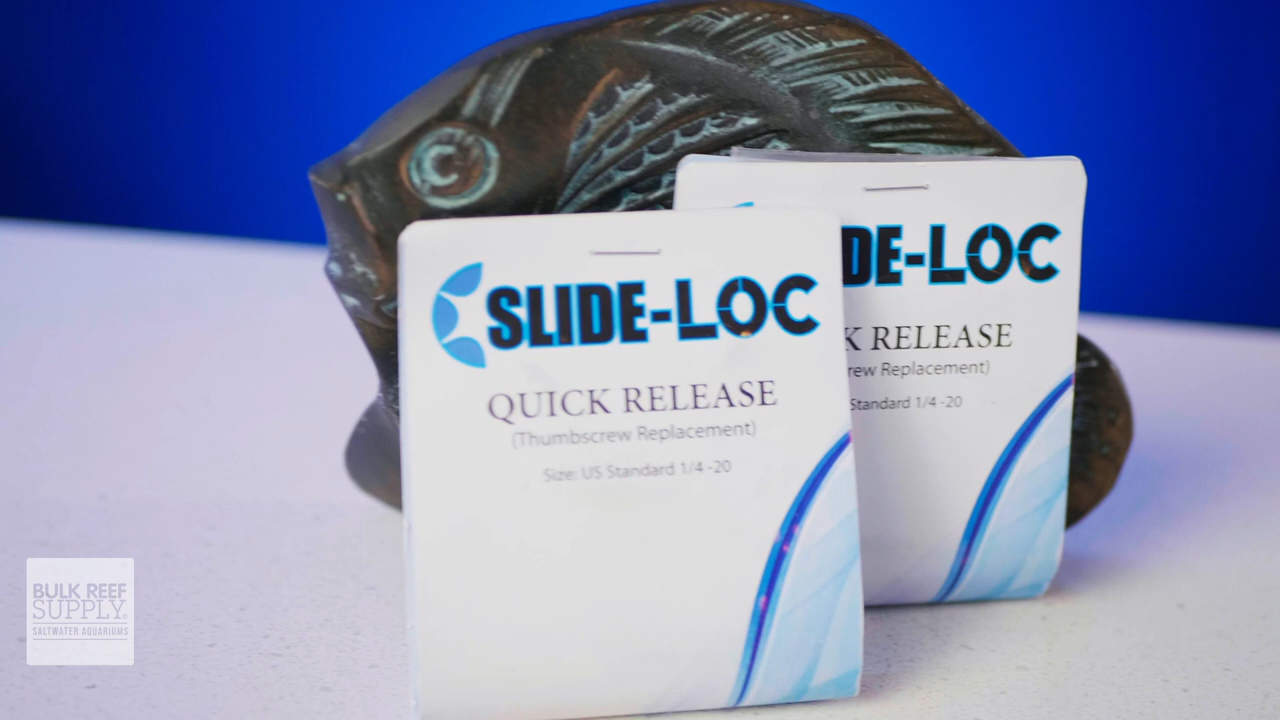 SLIDE-LOC
QUICK RELEASE
(Thumbscrew Replacement)
Size: US Standard 1/4 -20
DE-LOC
K RELEASE
rew Replacement)
Standard 1/4 -20
BULK REEF
SUPPLY®
SALTWATER AQUARIUMS